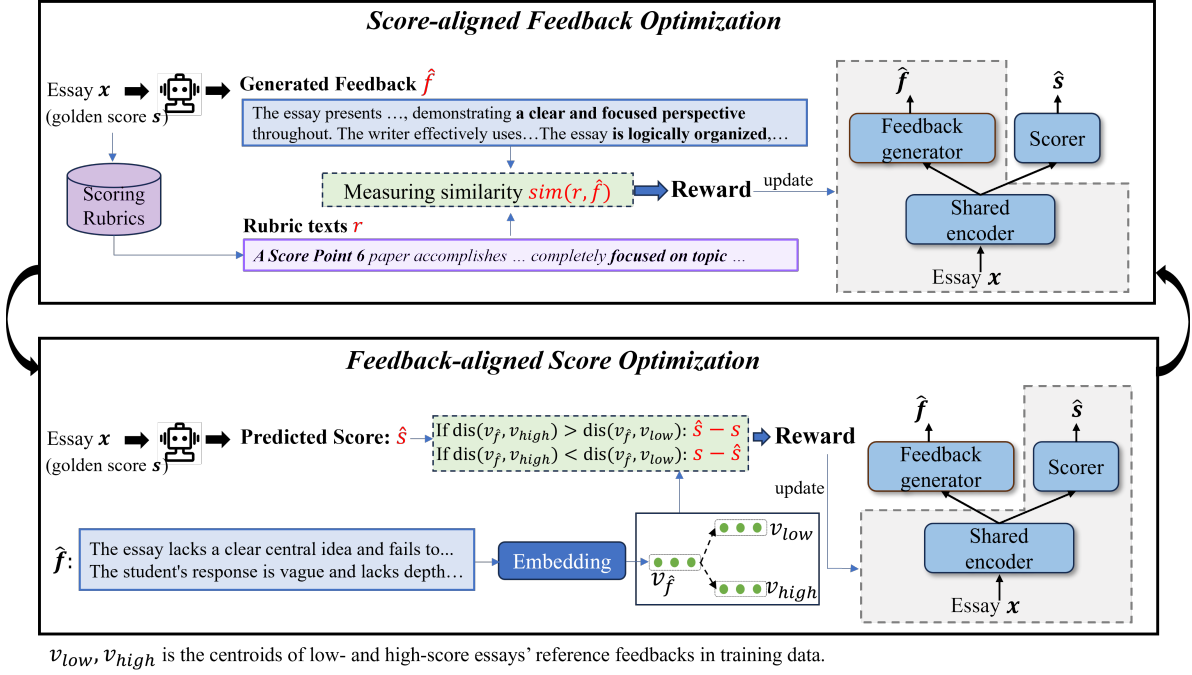 Score-aligned Feedback Optimization
Essay x
(golden score s)
Generated Feedback f̂
The essay presents …, demonstrating a clear and focused perspective
throughout. The writer effectively uses…The essay is logically organized,…
Scoring
Rubrics
Measuring similarity sim(r, f̂)
Reward
update
Rubric texts r
A Score Point 6 paper accomplishes … completely focused on topic …
f̂
ŝ
Feedback
generator
Scorer
Shared
encoder
Essay x
Feedback-aligned Score Optimization
Essay x
(golden score s)
Predicted Score: ŝ
If dis(v_f̂, v_high) > dis(v_f̂, v_low): ŝ − s
If dis(v_f̂, v_high) < dis(v_f̂, v_low): s − ŝ
Reward
update
f̂:
The essay lacks a clear central idea and fails to...
The student's response is vague and lacks depth…
Embedding
v_f̂
v_low
v_high
f̂
ŝ
Feedback
generator
Scorer
Shared
encoder
Essay x
v_low, v_high is the centroids of low- and high-score essays' reference feedbacks in training data.